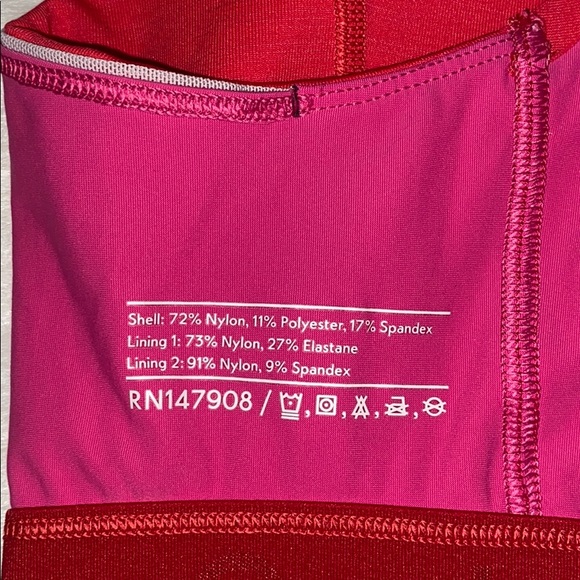 Shell: 72% Nylon, 11% Polyester, 17% Spandex
Lining 1: 73% Nylon, 27% Elastane
Lining 2: 91% Nylon, 9% Spandex
RN147908 / , , , ,